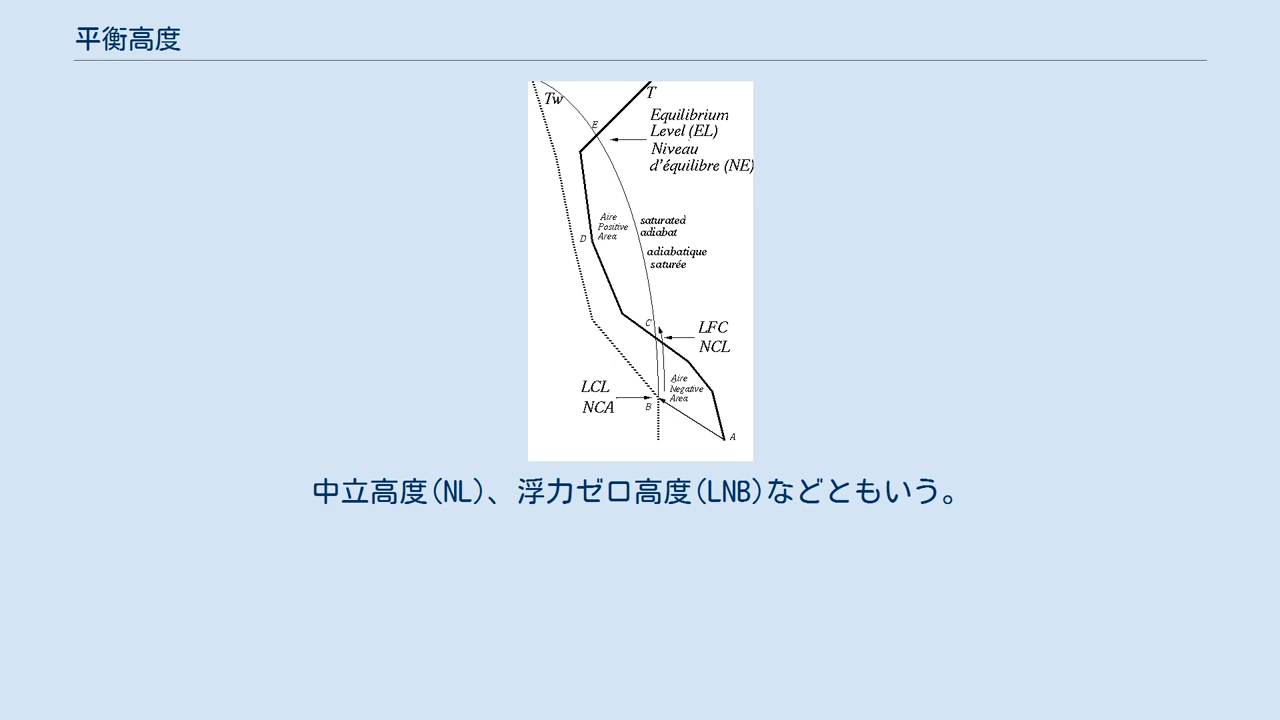 平衡高度
Tw
T
E
Equilibrium
Level (EL)
Niveau
d'équilibre (NE)
Aire
Positive
Area
D
saturated
adiabat
adiabatique
saturée
C
LFC
NCL
Aire
Negative
Area
LCL
NCA
B
A
中立高度(NL)、浮力ゼロ高度(LNB)などともいう。